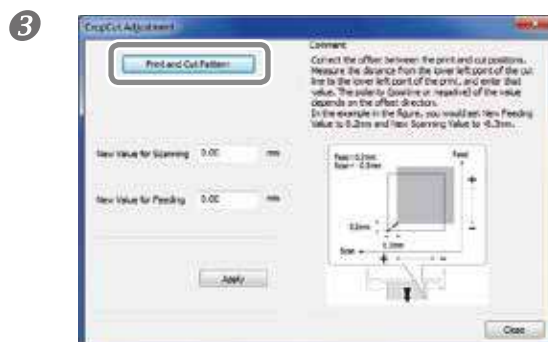 3
CropCut Adjustment
Print and Cut Pattern
Comment
Correct the offset between the print and cut positions.
Measure the distance from the lower left point of the cut
line to the lower left point of the print, and enter that
value. The polarity (positive or negative) of the value
depends on the offset direction.
In the example in the figure, you would set New Feeding
Value to 0.2mm and New Scanning Value to -0.3mm.
New Value for Scanning 0.00 mm
New Value for Feeding 0.00 mm
Feed
Scan
+
-
+
-
Apply
Close